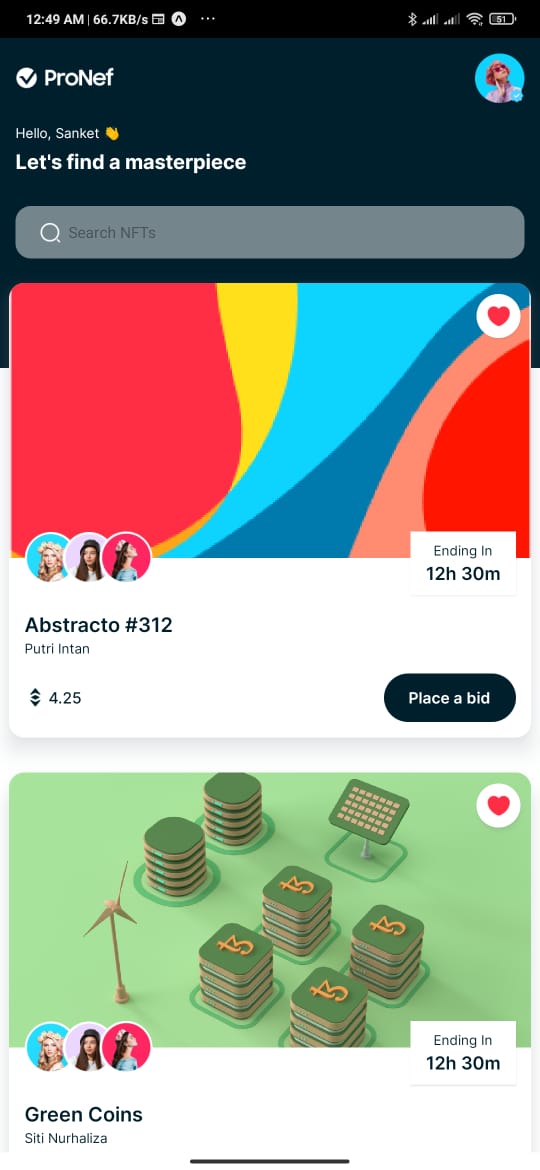 12:49 AM | 66.7KB/s ...
51
ProNef
Hello, Sanket 👋
Let's find a masterpiece
Search NFTs
Ending In
12h 30m
Abstracto #312
Putri Intan
4.25
Place a bid
Ending In
12h 30m
Green Coins
Siti Nurhaliza